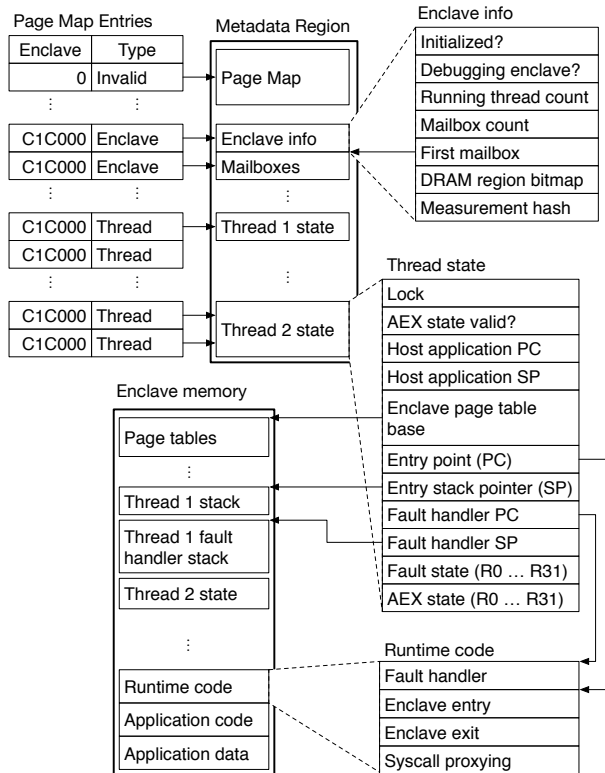 Page Map Entries
Enclave Type
0 Invalid
⋮ ⋮
C1C000 Enclave
C1C000 Enclave
⋮ ⋮
C1C000 Thread
C1C000 Thread
⋮ ⋮
C1C000 Thread
C1C000 Thread
Metadata Region
Page Map
Enclave info
Mailboxes
⋮
Thread 1 state
⋮
Thread 2 state
Enclave info
Initialized?
Debugging enclave?
Running thread count
Mailbox count
First mailbox
DRAM region bitmap
Measurement hash
Thread state
Lock
AEX state valid?
Host application PC
Host application SP
Enclave page table
base
Entry point (PC)
Entry stack pointer (SP)
Fault handler PC
Fault handler SP
Fault state (R0 … R31)
AEX state (R0 … R31)
Enclave memory
Page tables
⋮
Thread 1 stack
Thread 1 fault
handler stack
Thread 2 state
⋮
Runtime code
Application code
Application data
Runtime code
Fault handler
Enclave entry
Enclave exit
Syscall proxying